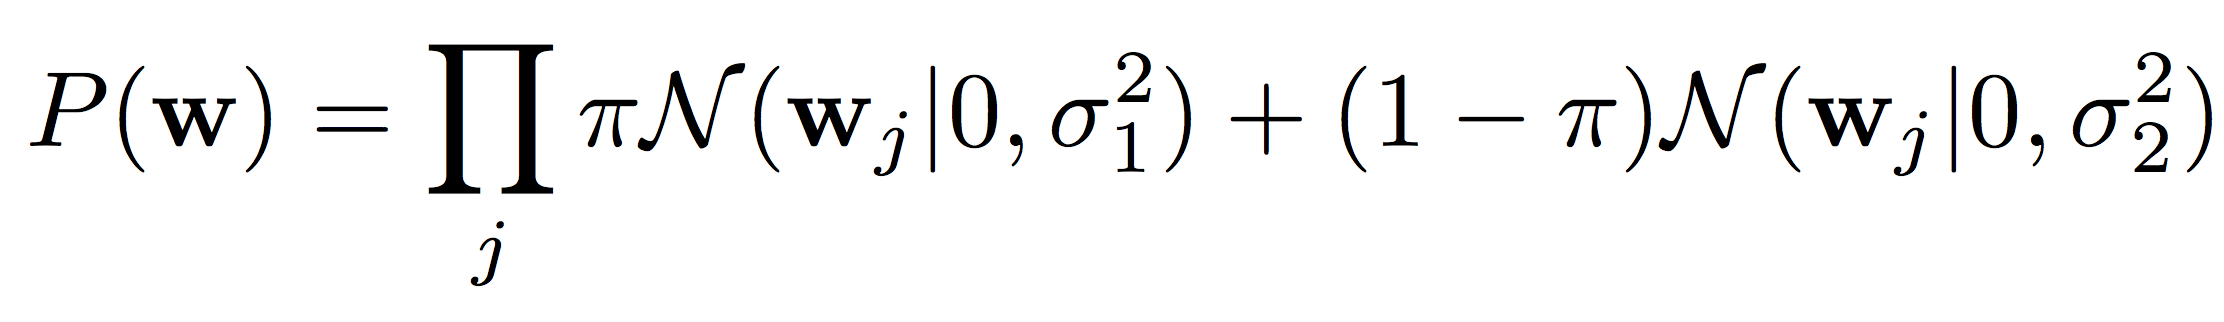 P(𝐰) = ∏_j π𝒩(𝐰_j|0, σ_1^2) + (1 − π)𝒩(𝐰_j|0, σ_2^2)